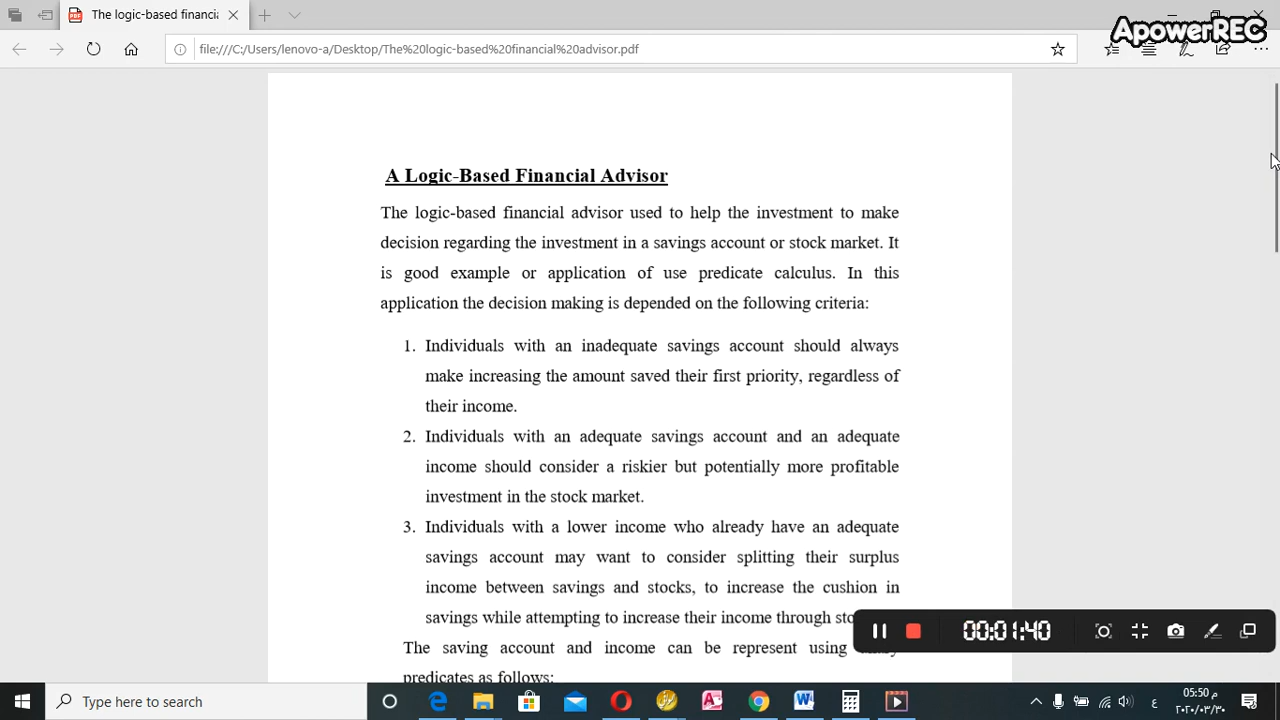 The logic-based financia
ApowerREC
file:///C:/Users/lenovo-a/Desktop/The%20logic-based%20financial%20advisor.pdf
A Logic-Based Financial Advisor
The logic-based financial advisor used to help the investment to make
decision regarding the investment in a savings account or stock market. It
is good example or application of use predicate calculus. In this
application the decision making is depended on the following criteria:
1. Individuals with an inadequate savings account should always
make increasing the amount saved their first priority, regardless of
their income.
2. Individuals with an adequate savings account and an adequate
income should consider a riskier but potentially more profitable
investment in the stock market.
3. Individuals with a lower income who already have an adequate
savings account may want to consider splitting their surplus
income between savings and stocks, to increase the cushion in
savings while attempting to increase their income through
00:01:40
The saving account and income can be represent using
predicates as follows:
Type here to search
ع
05:50 م
٢٠٢٠/٠٣/٣٠